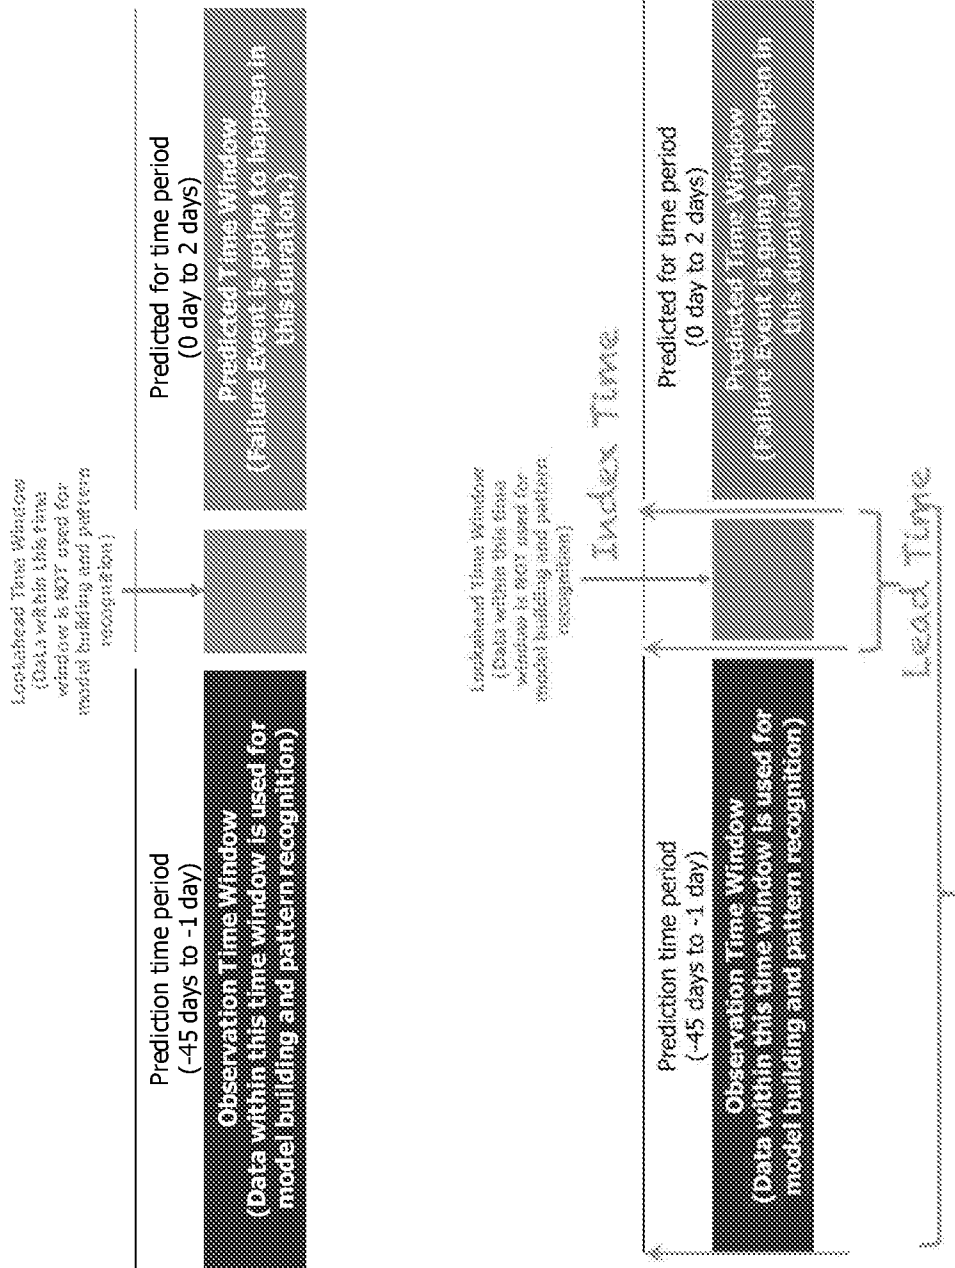 Prediction time period
(-45 days to -1 day)
Observation Time Window
(Data within this time window is used for
model building and pattern recognition)
Lookahead Time Window
(Data within this time
window is NOT used for
model building and pattern
recognition)
Predicted for time period
(0 day to 2 days)
Predicted Time Window
(Failure Event is going to happen in
this duration)
Prediction time period
(-45 days to -1 day)
Observation Time Window
(Data within this time window is used for
model building and pattern recognition)
Lookahead Time Window
(Data within this time
window is NOT used for
model building and pattern
recognition)
Index Time
Predicted for time period
(0 day to 2 days)
Predicted Time Window
(Failure Event is going to happen in
this duration)
Lead Time